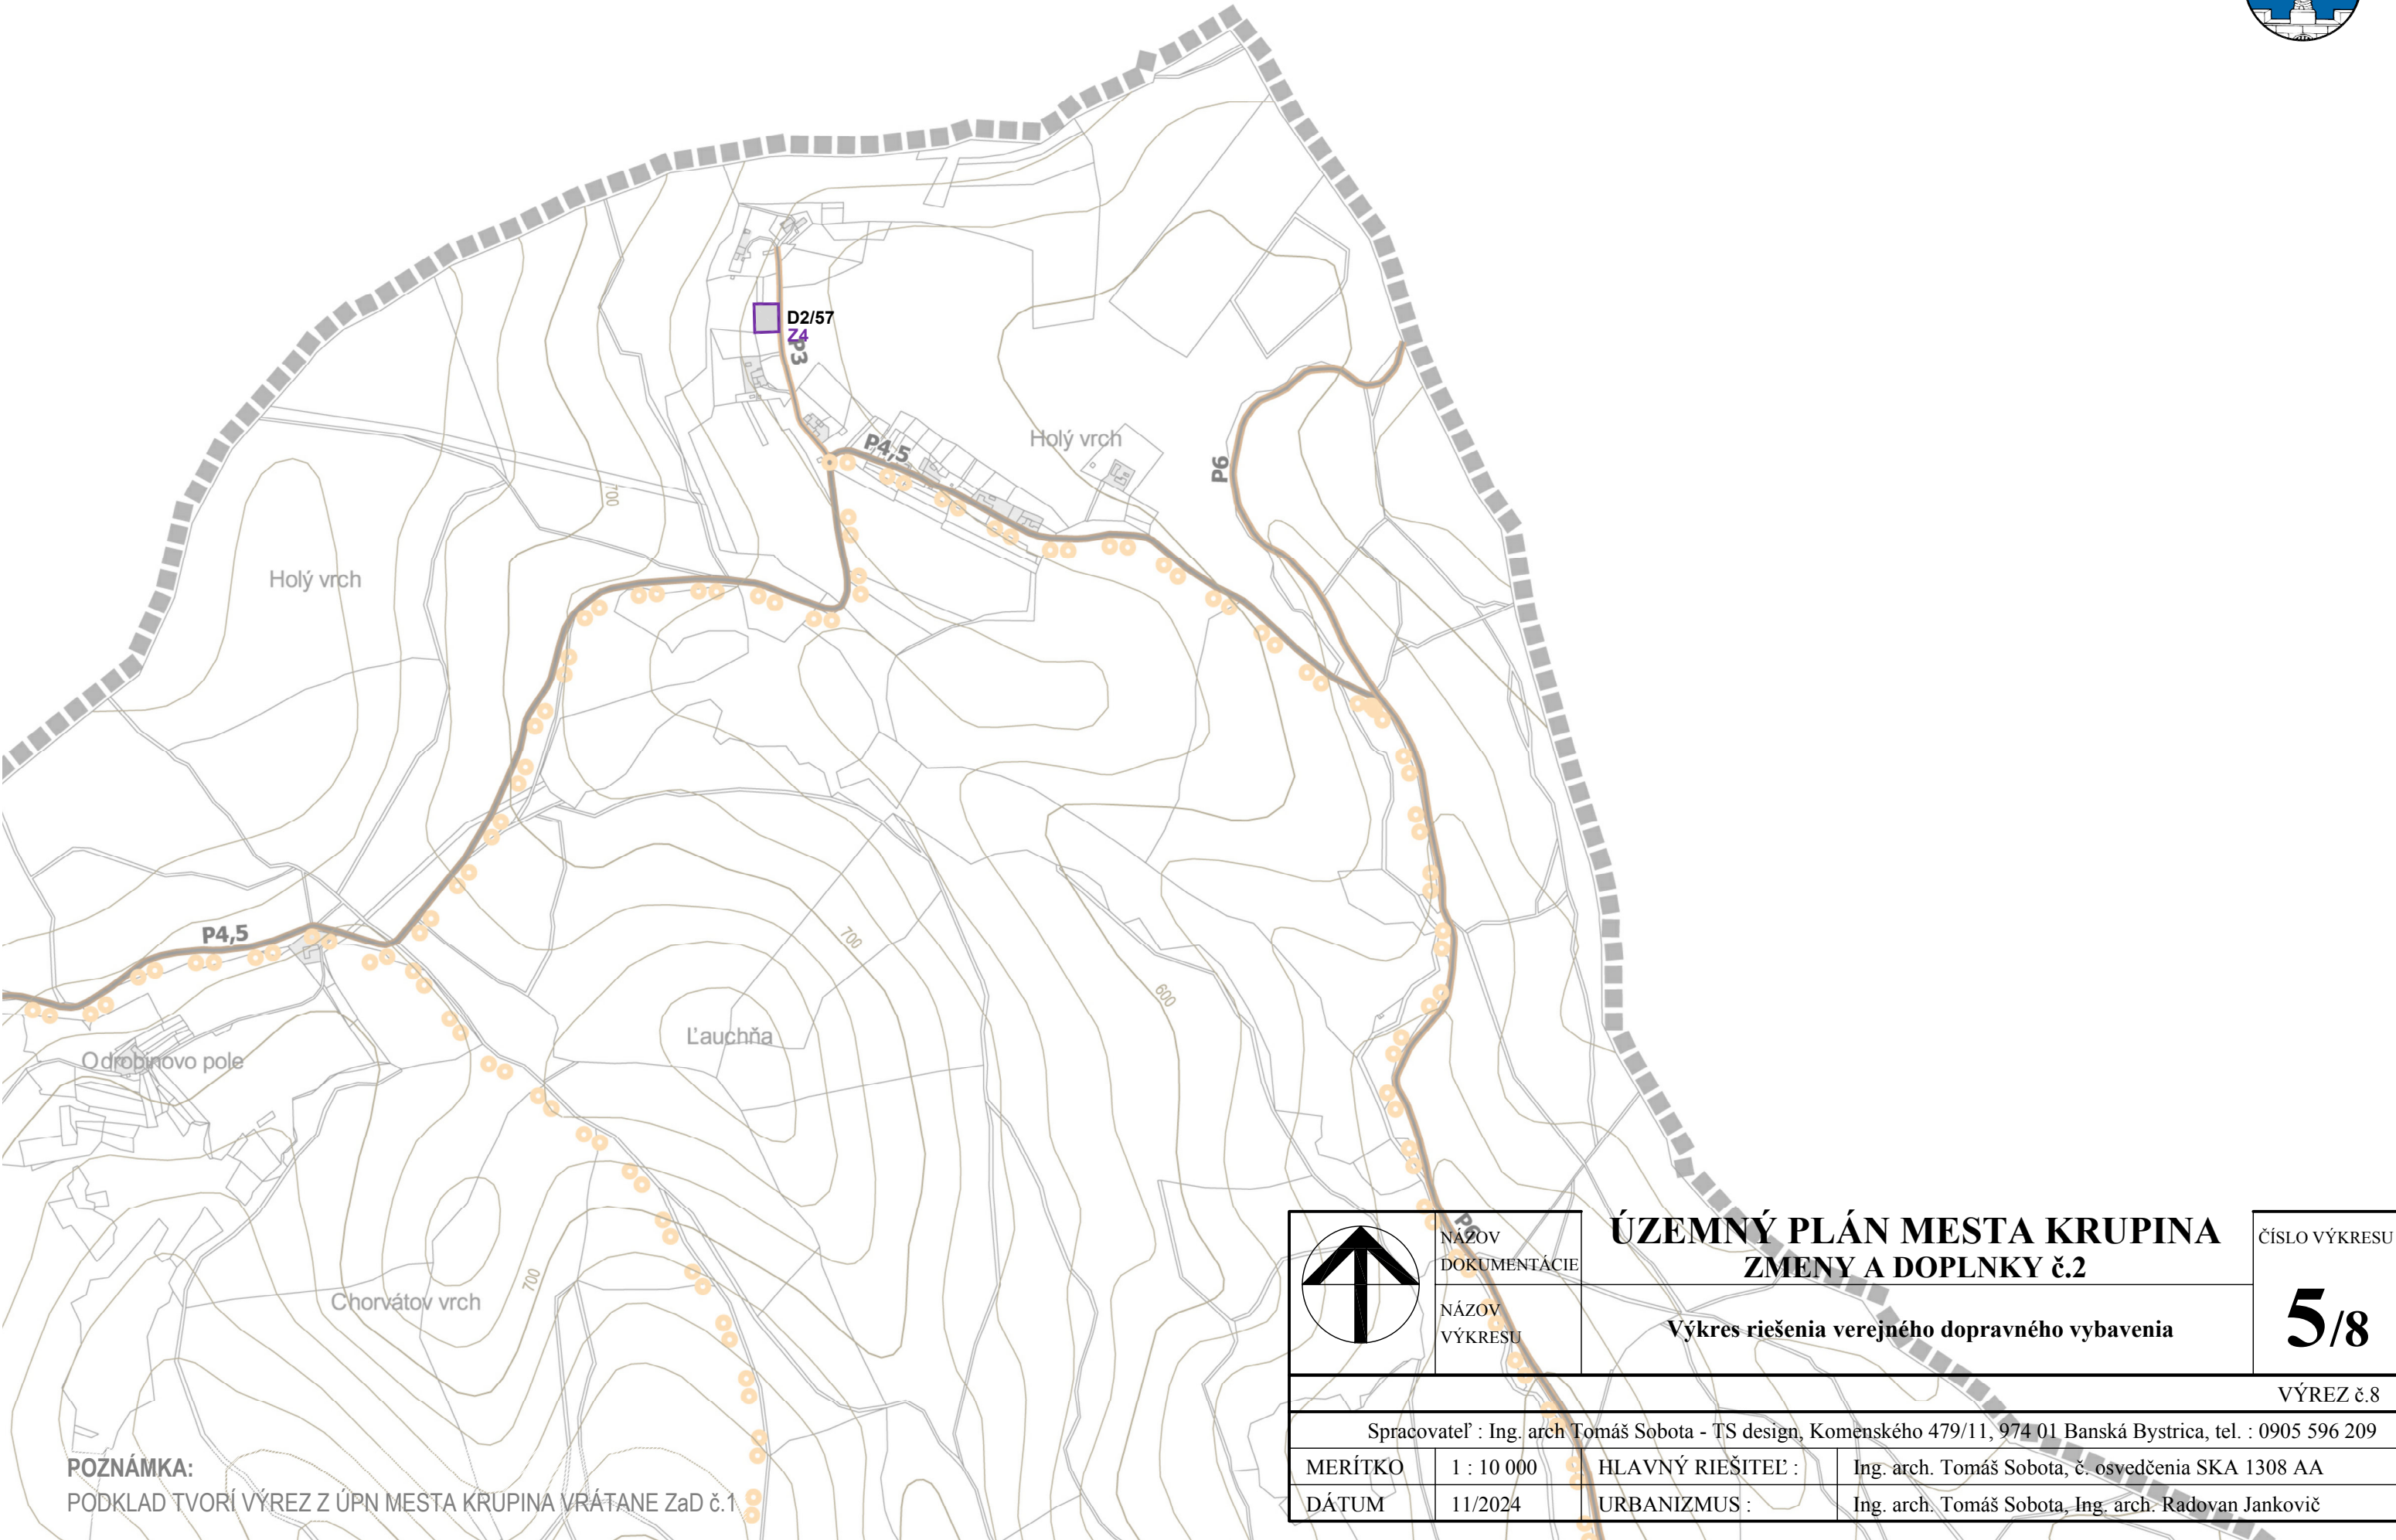 D2/57
Z4
P3
P4,5
Holý vrch
P6
700
Holý vrch
P4,5
700
600
Ľauchňa
Odrobinovo pole
700
Chorvátov vrch
P6
NÁZOV
DOKUMENTÁCIE
ÚZEMNÝ PLÁN MESTA KRUPINA
ZMENY A DOPLNKY č.2
ČÍSLO VÝKRESU
NÁZOV
VÝKRESU
Výkres riešenia verejného dopravného vybavenia
5/8
VÝREZ č.8
Spracovateľ : Ing. arch Tomáš Sobota - TS design, Komenského 479/11, 974 01 Banská Bystrica, tel. : 0905 596 209
MERÍTKO 1 : 10 000 HLAVNÝ RIEŠITEĽ : Ing. arch. Tomáš Sobota, č. osvedčenia SKA 1308 AA
DÁTUM 11/2024 URBANIZMUS : Ing. arch. Tomáš Sobota, Ing. arch. Radovan Jankovič
POZNÁMKA:
PODKLAD TVORÍ VÝREZ Z ÚPN MESTA KRUPINA VRÁTANE ZaD č.1